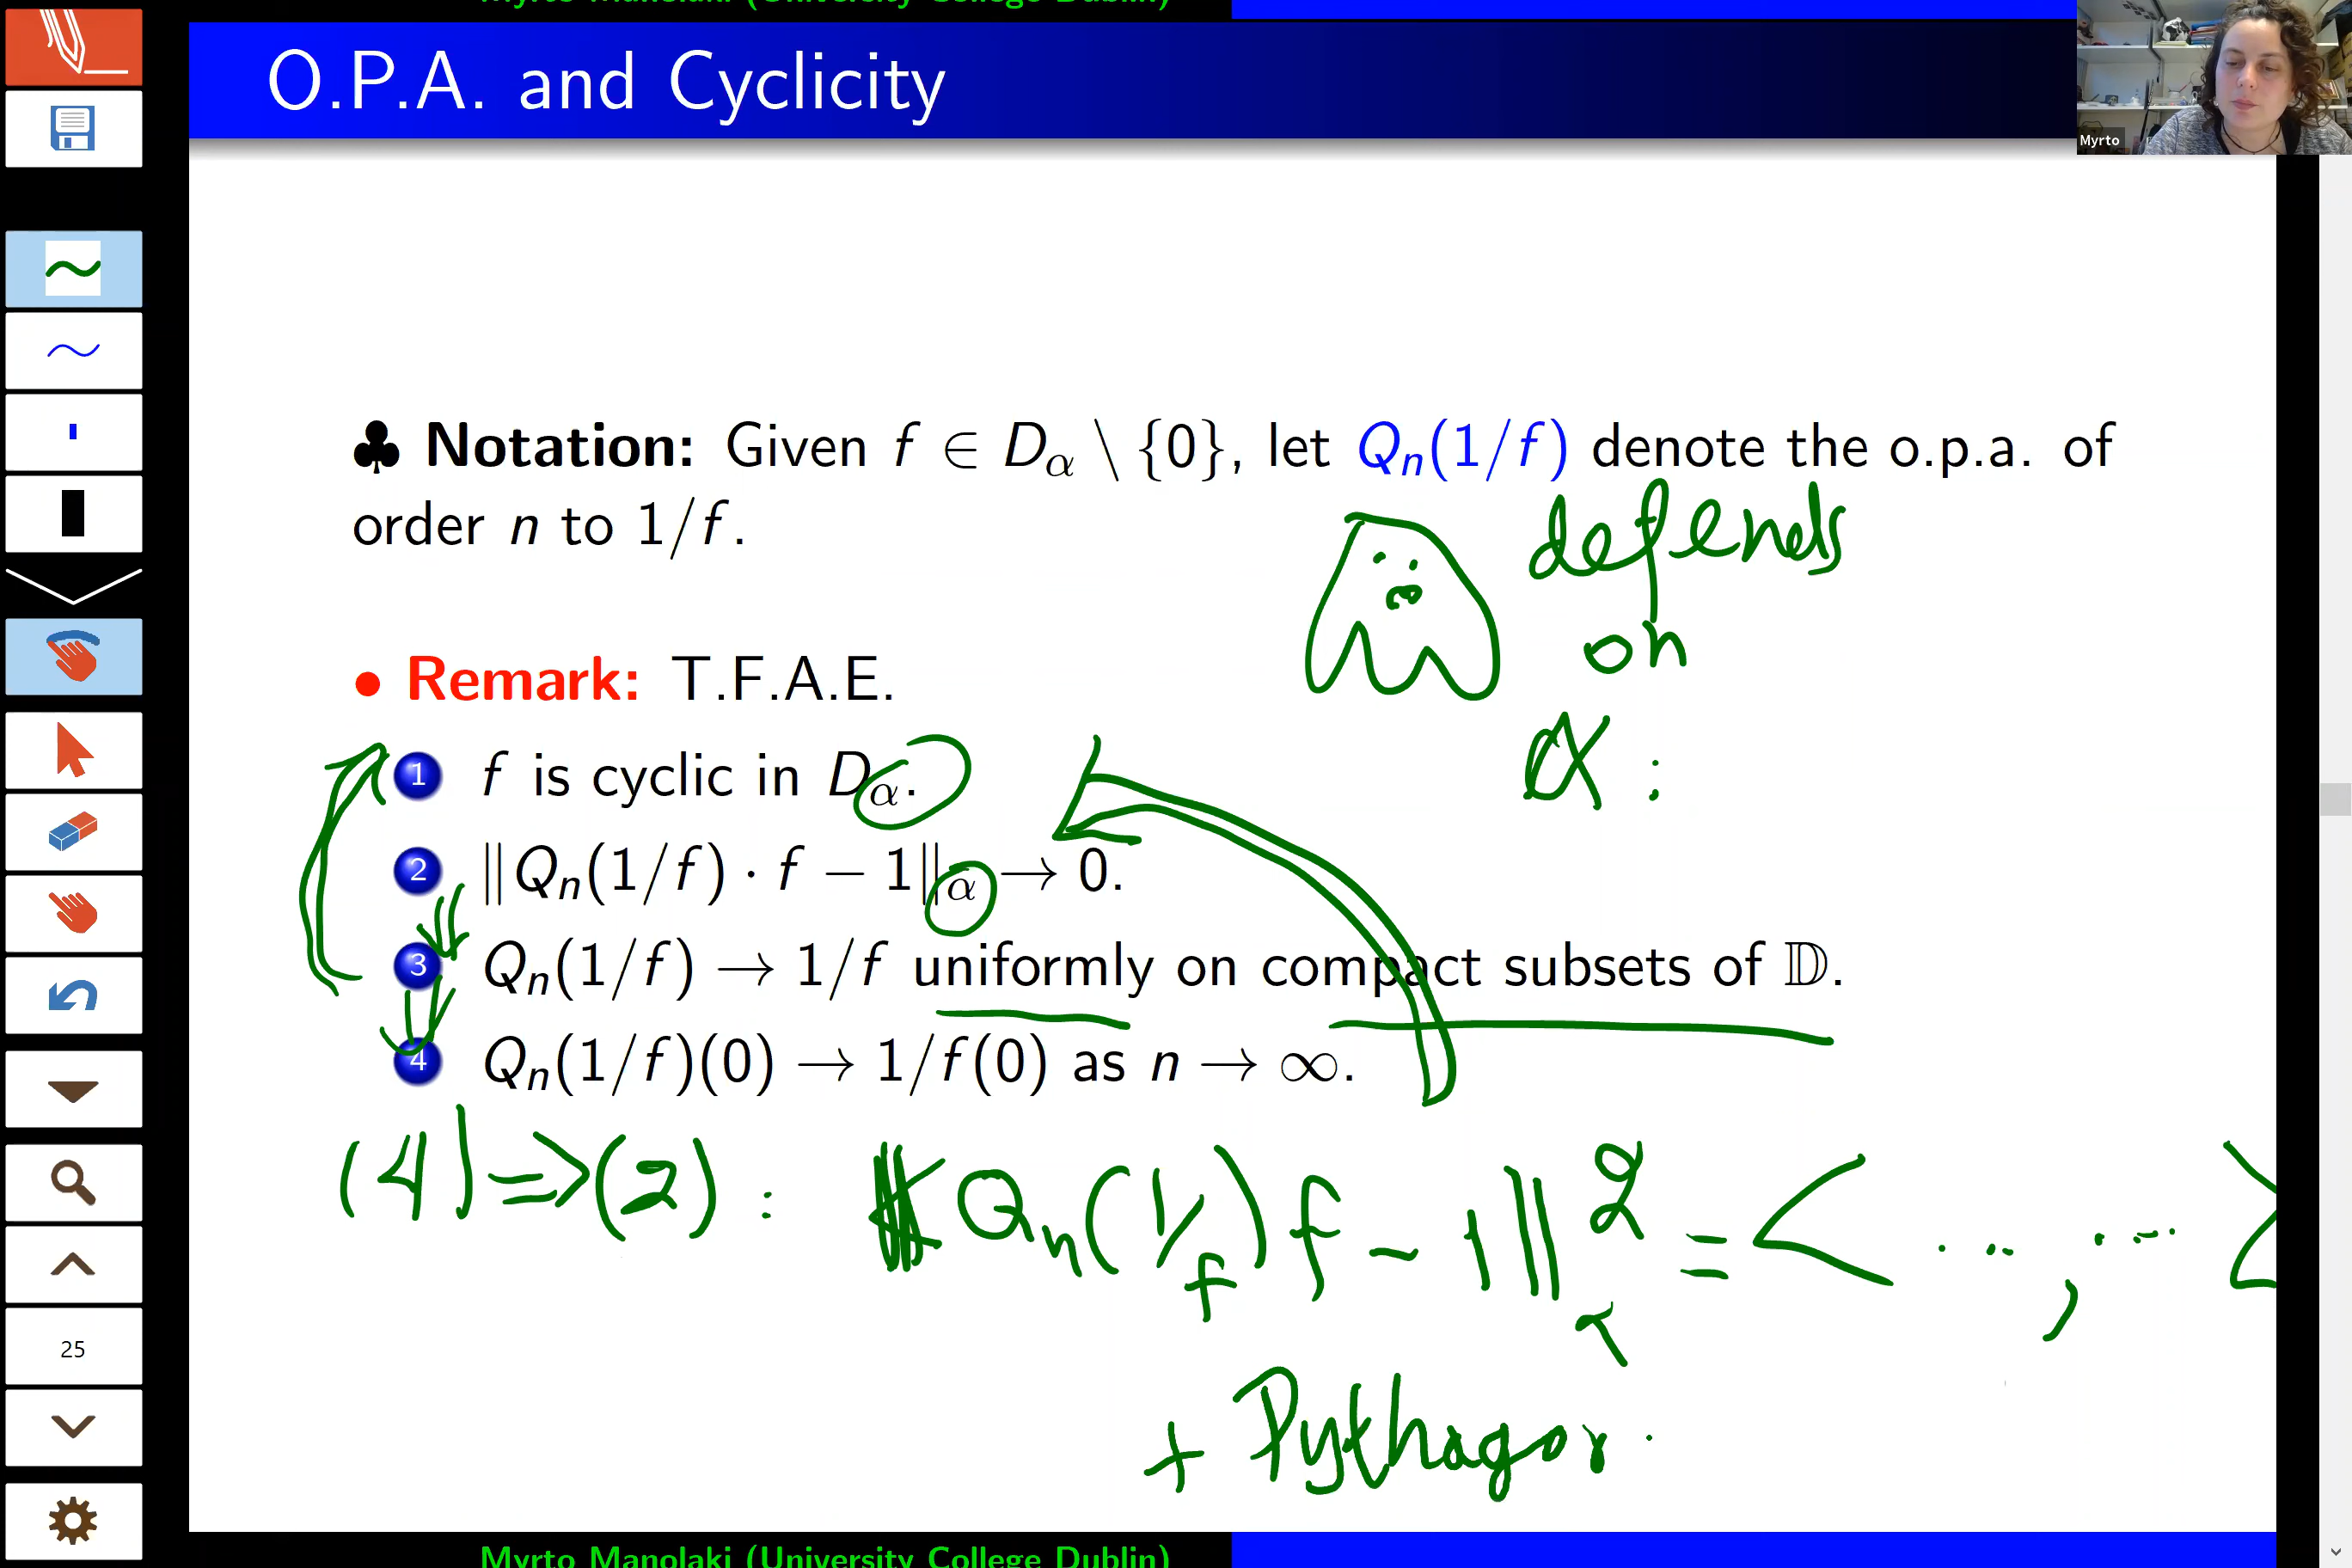 Myrto Manolaki (University College Dublin)
O.P.A. and Cyclicity
Myrto
♣ Notation: Given f ∈ D_α \ {0}, let Q_n(1/f) denote the o.p.a. of
order n to 1/f.
defends
on
α :
• Remark: T.F.A.E.
1 f is cyclic in D_α.
2 ‖Q_n(1/f) · f − 1‖_α → 0.
3 Q_n(1/f) → 1/f uniformly on compact subsets of 𝔻.
4 Q_n(1/f)(0) → 1/f(0) as n → ∞.
(4) ⇒ (2) : ‖Q_n(1/f) f − 1‖²_α = < ... , ... >
+ Pythagor.
25
Myrto Manolaki (University College Dublin)